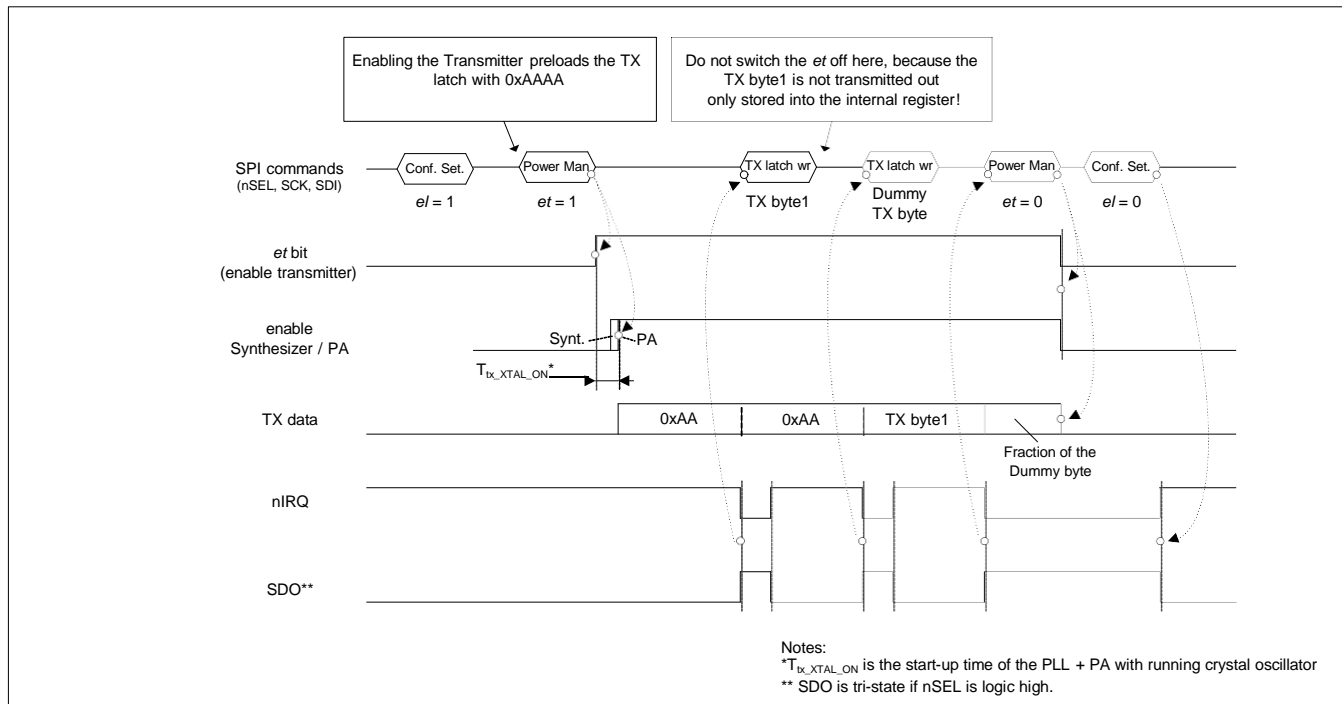 Enabling the Transmitter preloads the TX
latch with 0xAAAA
Do not switch the et off here, because the
TX byte1 is not transmitted out
only stored into the internal register!
SPI commands
(nSEL, SCK, SDI)
Conf. Set.
Power Man
TX latch wr
TX latch wr
Power Man
Conf. Set.
el = 1
et = 1
TX byte1
Dummy
TX byte
et = 0
el = 0
et bit
(enable transmitter)
enable
Synthesizer / PA
Synt.
PA
Ttx_XTAL_ON*
TX data
0xAA
0xAA
TX byte1
Fraction of the
Dummy byte
nIRQ
SDO**
Notes:
*Ttx_XTAL_ON is the start-up time of the PLL + PA with running crystal oscillator
** SDO is tri-state if nSEL is logic high.